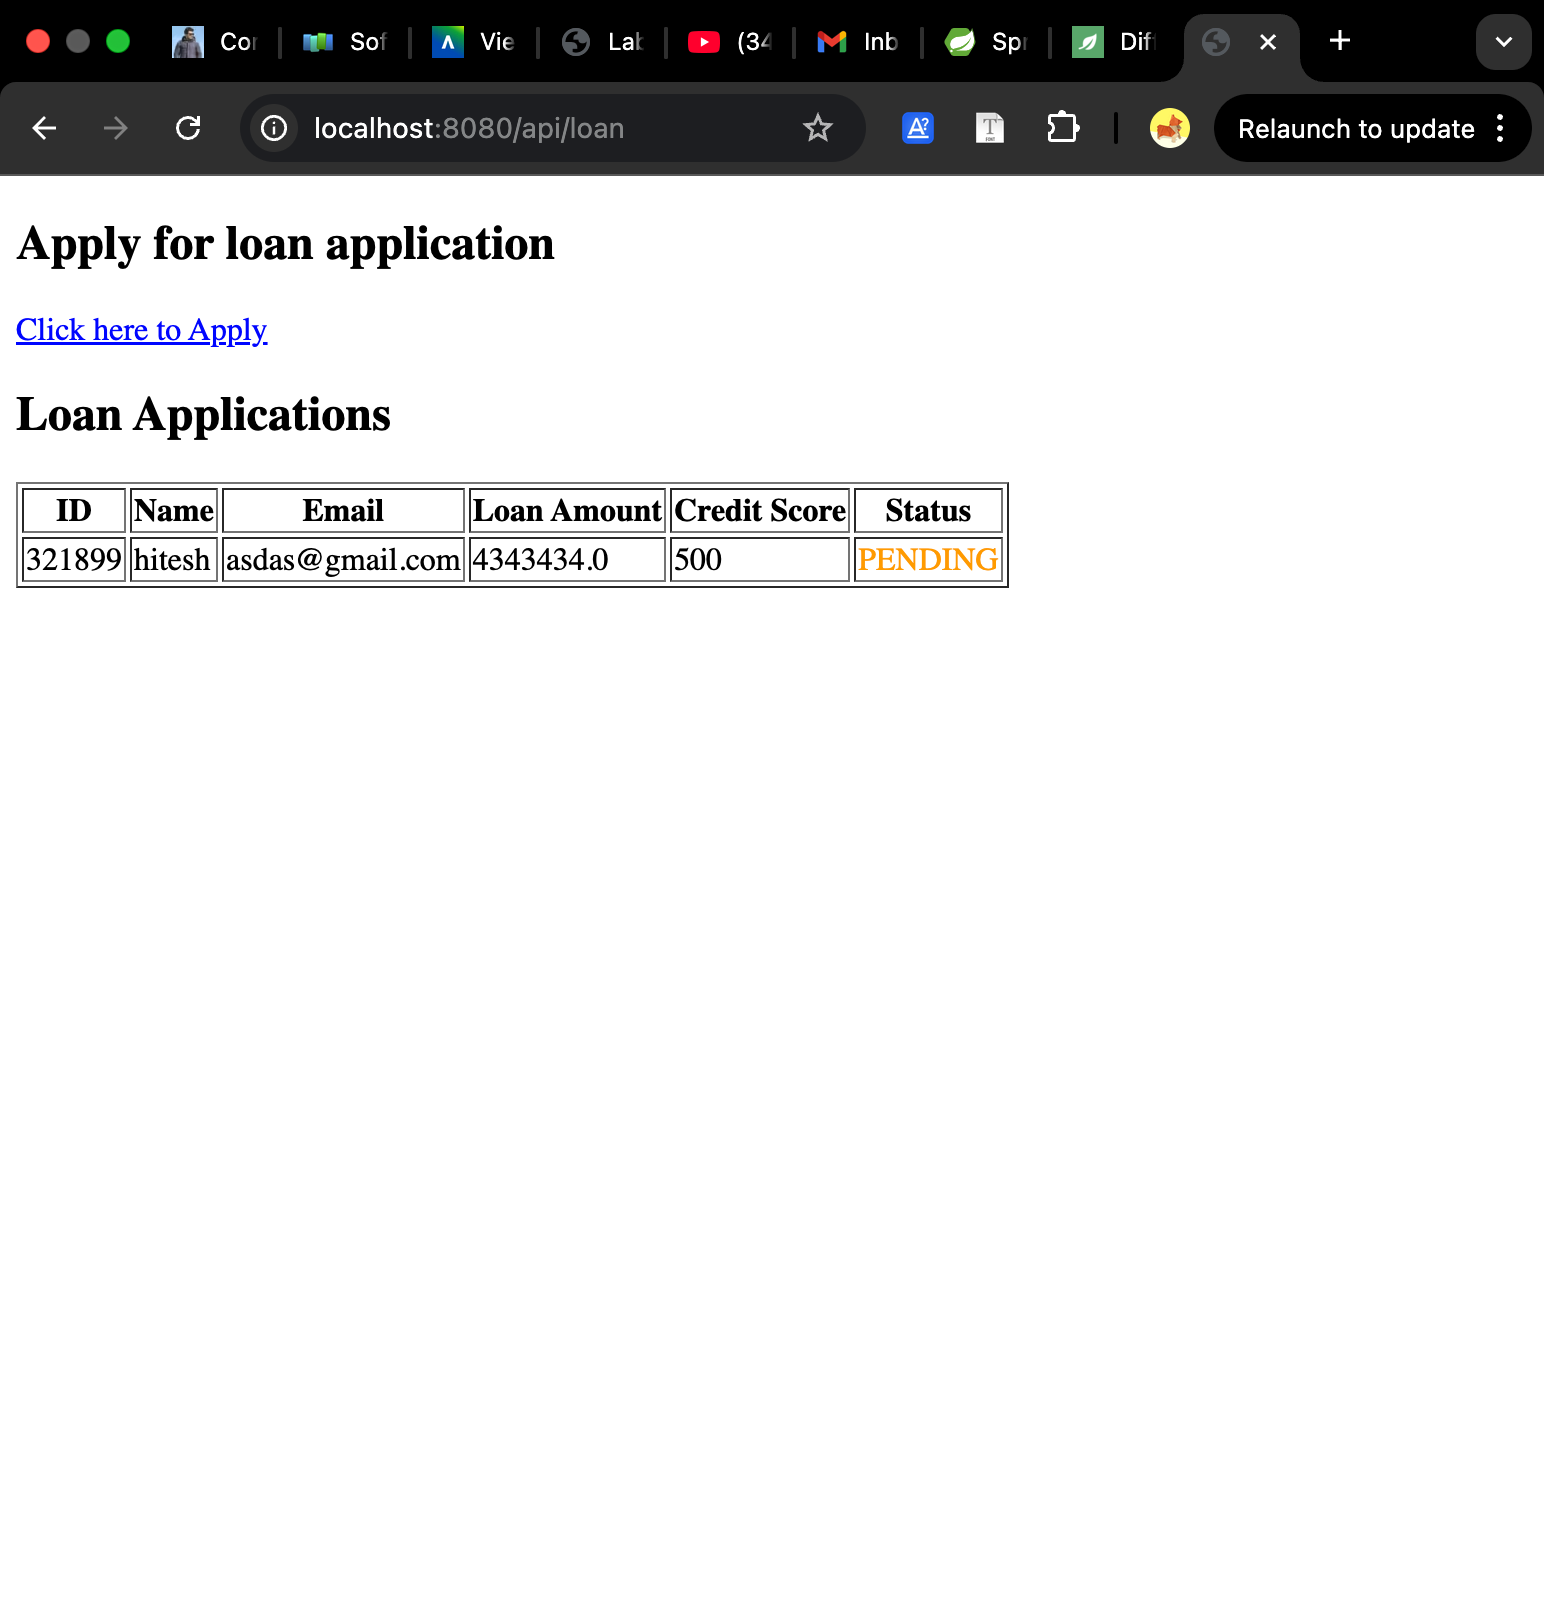 Cor Sof Vie Lab (34 Inb Spr Dif
localhost:8080/api/loan Relaunch to update
Apply for loan application
Click here to Apply
Loan Applications
ID Name Email Loan Amount Credit Score Status
321899 hitesh asdas@gmail.com 4343434.0 500 PENDING